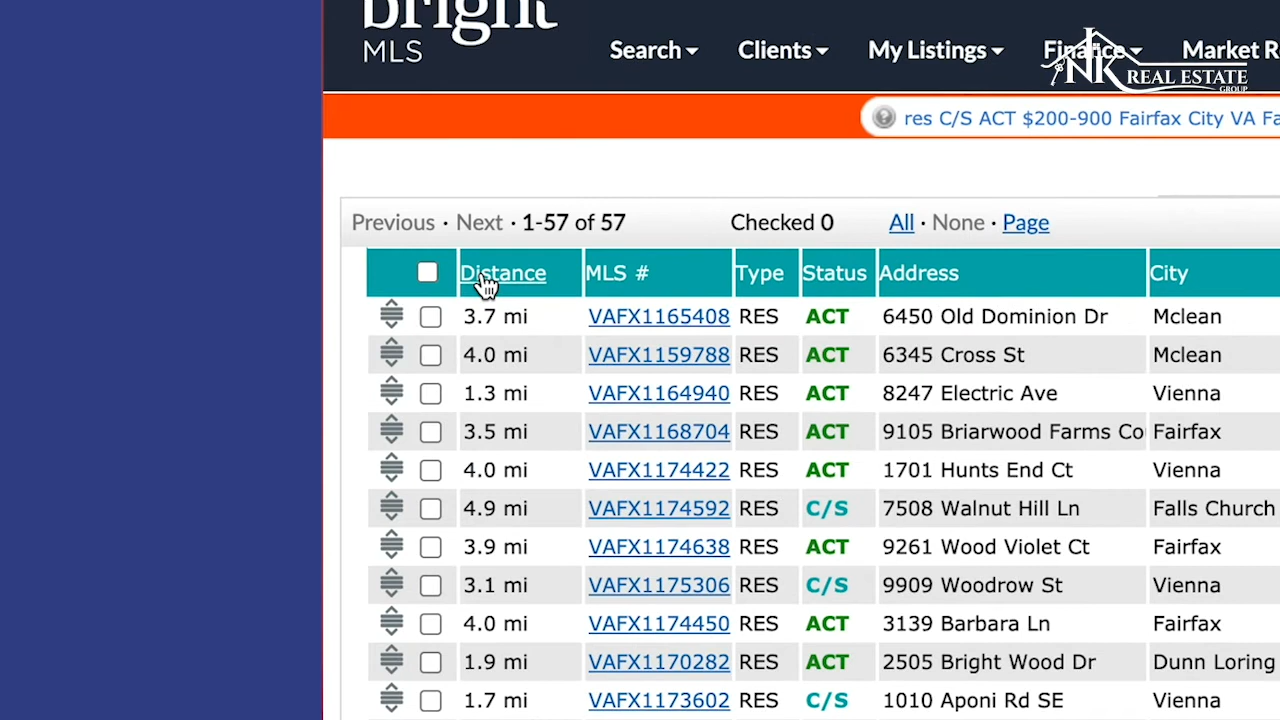 bright
MLS
Search
Clients
My Listings
Finance
Market R
INK REAL ESTATE
GROUP
res C/S ACT $200-900 Fairfax City VA Fa
Previous · Next · 1-57 of 57 Checked 0 All · None · Page
Distance MLS # Type Status Address City
3.7 mi VAFX1165408 RES ACT 6450 Old Dominion Dr Mclean
4.0 mi VAFX1159788 RES ACT 6345 Cross St Mclean
1.3 mi VAFX1164940 RES ACT 8247 Electric Ave Vienna
3.5 mi VAFX1168704 RES ACT 9105 Briarwood Farms Co Fairfax
4.0 mi VAFX1174422 RES ACT 1701 Hunts End Ct Vienna
4.9 mi VAFX1174592 RES C/S 7508 Walnut Hill Ln Falls Church
3.9 mi VAFX1174638 RES ACT 9261 Wood Violet Ct Fairfax
3.1 mi VAFX1175306 RES C/S 9909 Woodrow St Vienna
4.0 mi VAFX1174450 RES ACT 3139 Barbara Ln Fairfax
1.9 mi VAFX1170282 RES ACT 2505 Bright Wood Dr Dunn Loring
1.7 mi VAFX1173602 RES C/S 1010 Aponi Rd SE Vienna